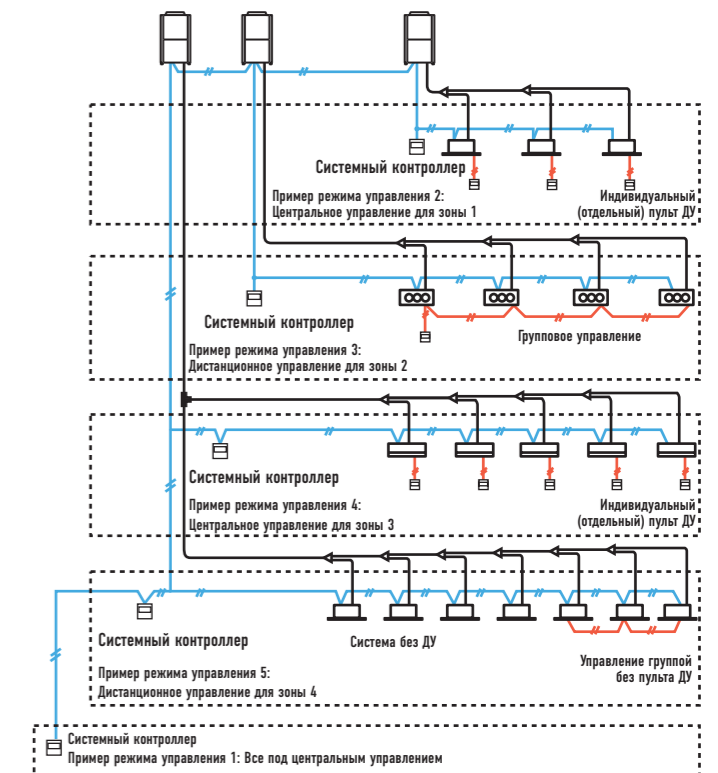 Системный контроллер
Пример режима управления 2:
Центральное управление для зоны 1
Индивидуальный
(отдельный) пульт ДУ
Системный контроллер
Групповое управление
Пример режима управления 3:
Дистанционное управление для зоны 2
Системный контроллер
Пример режима управления 4:
Центральное управление для зоны 3
Индивидуальный
(отдельный) пульт ДУ
Системный контроллер
Система без ДУ
Пример режима управления 5:
Дистанционное управление для зоны 4
Управление группой
без пульта ДУ
Системный контроллер
Пример режима управления 1: Все под центральным управлением